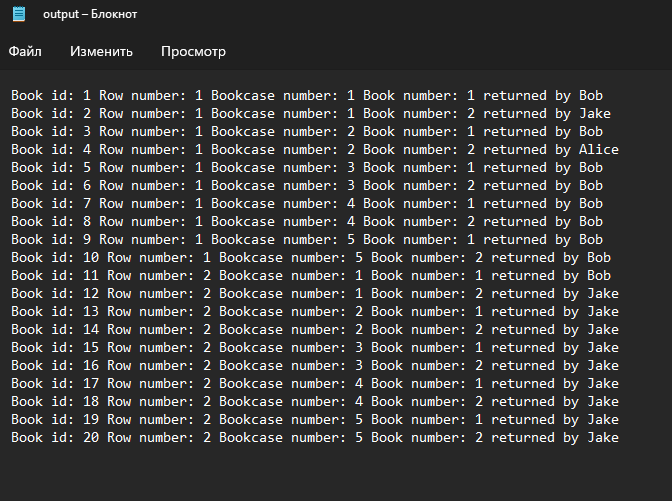 output – Блокнот
Файл Изменить Просмотр
Book id: 1 Row number: 1 Bookcase number: 1 Book number: 1 returned by Bob
Book id: 2 Row number: 1 Bookcase number: 1 Book number: 2 returned by Jake
Book id: 3 Row number: 1 Bookcase number: 2 Book number: 1 returned by Bob
Book id: 4 Row number: 1 Bookcase number: 2 Book number: 2 returned by Alice
Book id: 5 Row number: 1 Bookcase number: 3 Book number: 1 returned by Bob
Book id: 6 Row number: 1 Bookcase number: 3 Book number: 2 returned by Bob
Book id: 7 Row number: 1 Bookcase number: 4 Book number: 1 returned by Bob
Book id: 8 Row number: 1 Bookcase number: 4 Book number: 2 returned by Bob
Book id: 9 Row number: 1 Bookcase number: 5 Book number: 1 returned by Bob
Book id: 10 Row number: 1 Bookcase number: 5 Book number: 2 returned by Bob
Book id: 11 Row number: 2 Bookcase number: 1 Book number: 1 returned by Bob
Book id: 12 Row number: 2 Bookcase number: 1 Book number: 2 returned by Jake
Book id: 13 Row number: 2 Bookcase number: 2 Book number: 1 returned by Jake
Book id: 14 Row number: 2 Bookcase number: 2 Book number: 2 returned by Jake
Book id: 15 Row number: 2 Bookcase number: 3 Book number: 1 returned by Jake
Book id: 16 Row number: 2 Bookcase number: 3 Book number: 2 returned by Jake
Book id: 17 Row number: 2 Bookcase number: 4 Book number: 1 returned by Jake
Book id: 18 Row number: 2 Bookcase number: 4 Book number: 2 returned by Jake
Book id: 19 Row number: 2 Bookcase number: 5 Book number: 1 returned by Jake
Book id: 20 Row number: 2 Bookcase number: 5 Book number: 2 returned by Jake